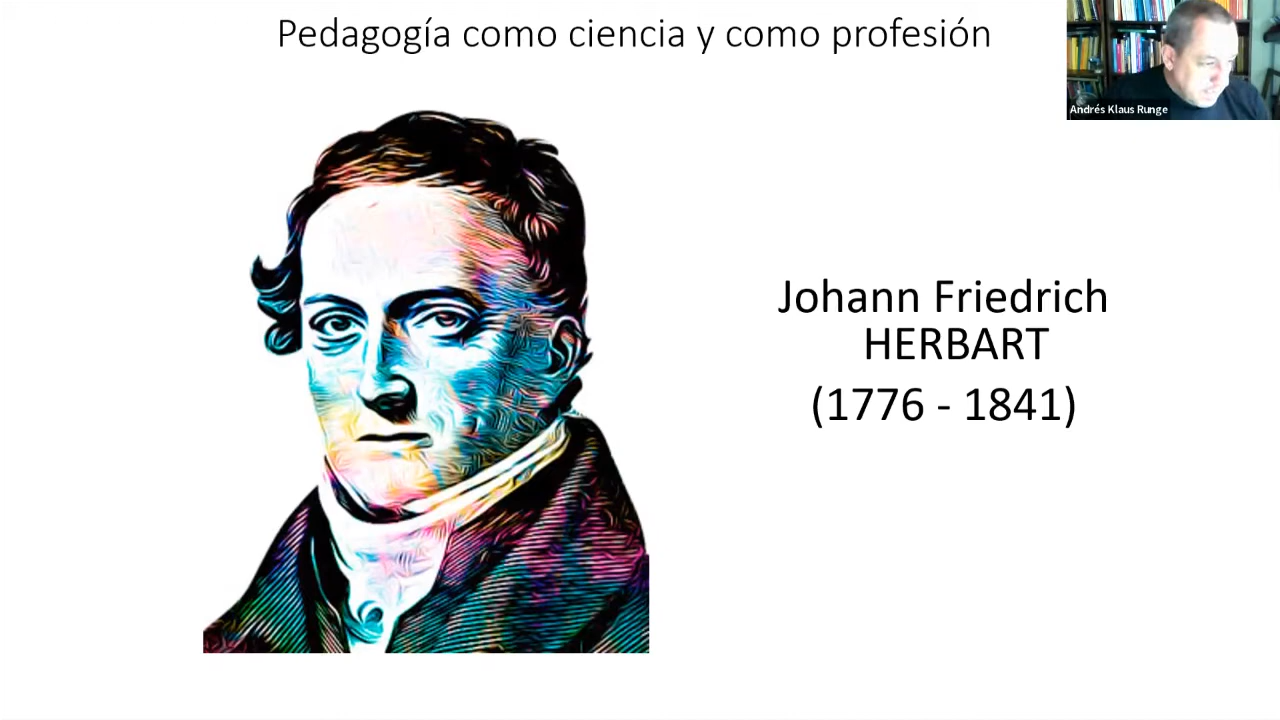 Pedagogía como ciencia y como profesión
Andrés Klaus Runge
Johann Friedrich
HERBART
(1776 - 1841)